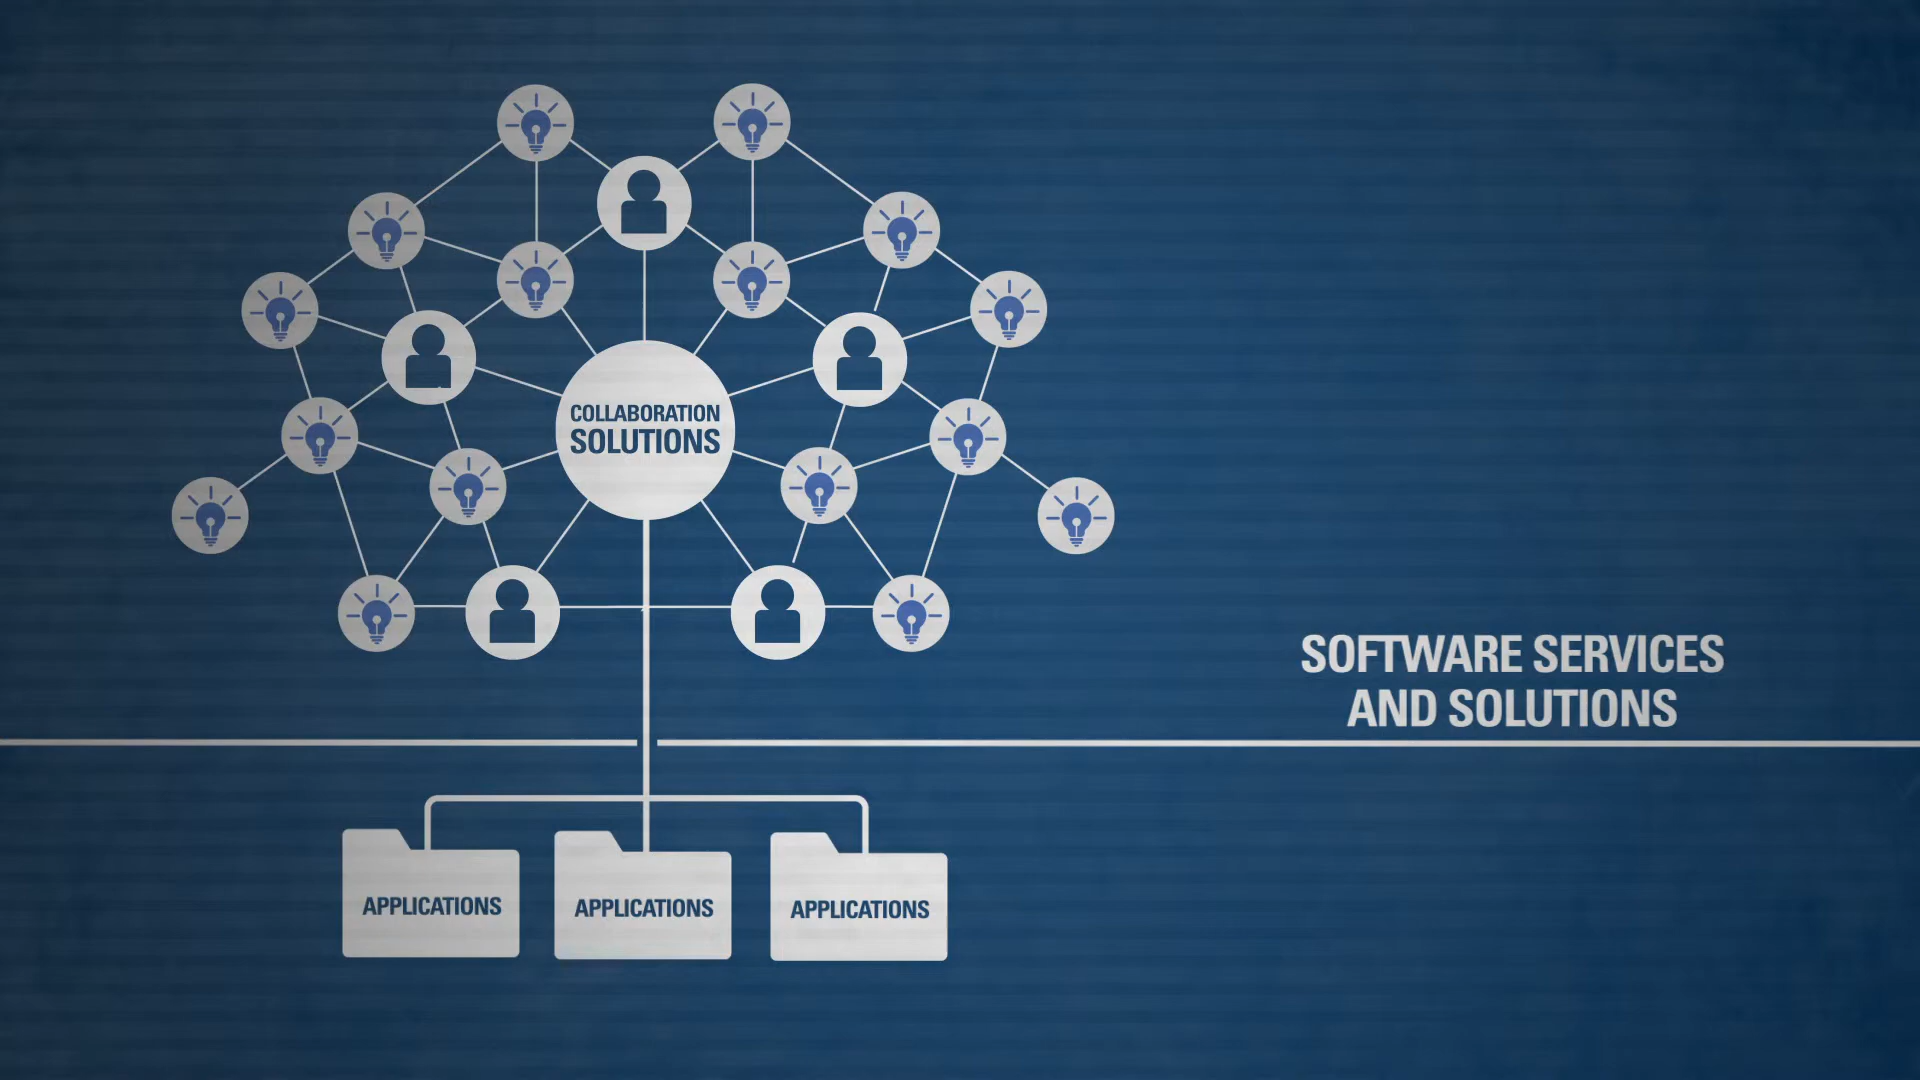 COLLABORATION
SOLUTIONS
SOFTWARE SERVICES
AND SOLUTIONS
APPLICATIONS
APPLICATIONS
APPLICATIONS